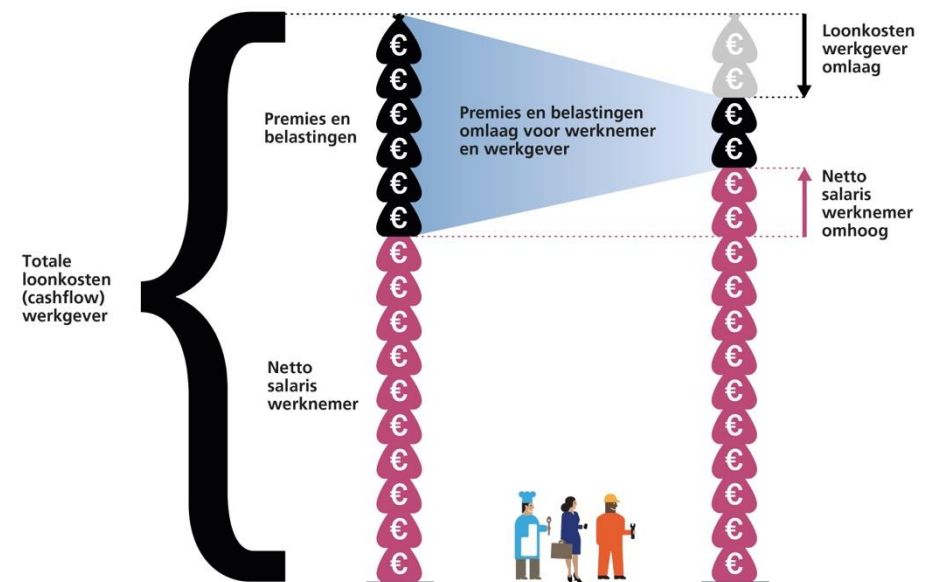 Totale
loonkosten
(cashflow)
werkgever
Premies en
belastingen
Netto
salaris
werknemer
Premies en belastingen
omlaag voor werknemer
en werkgever
Loonkosten
werkgever
omlaag
Netto
salaris
werknemer
omhoog